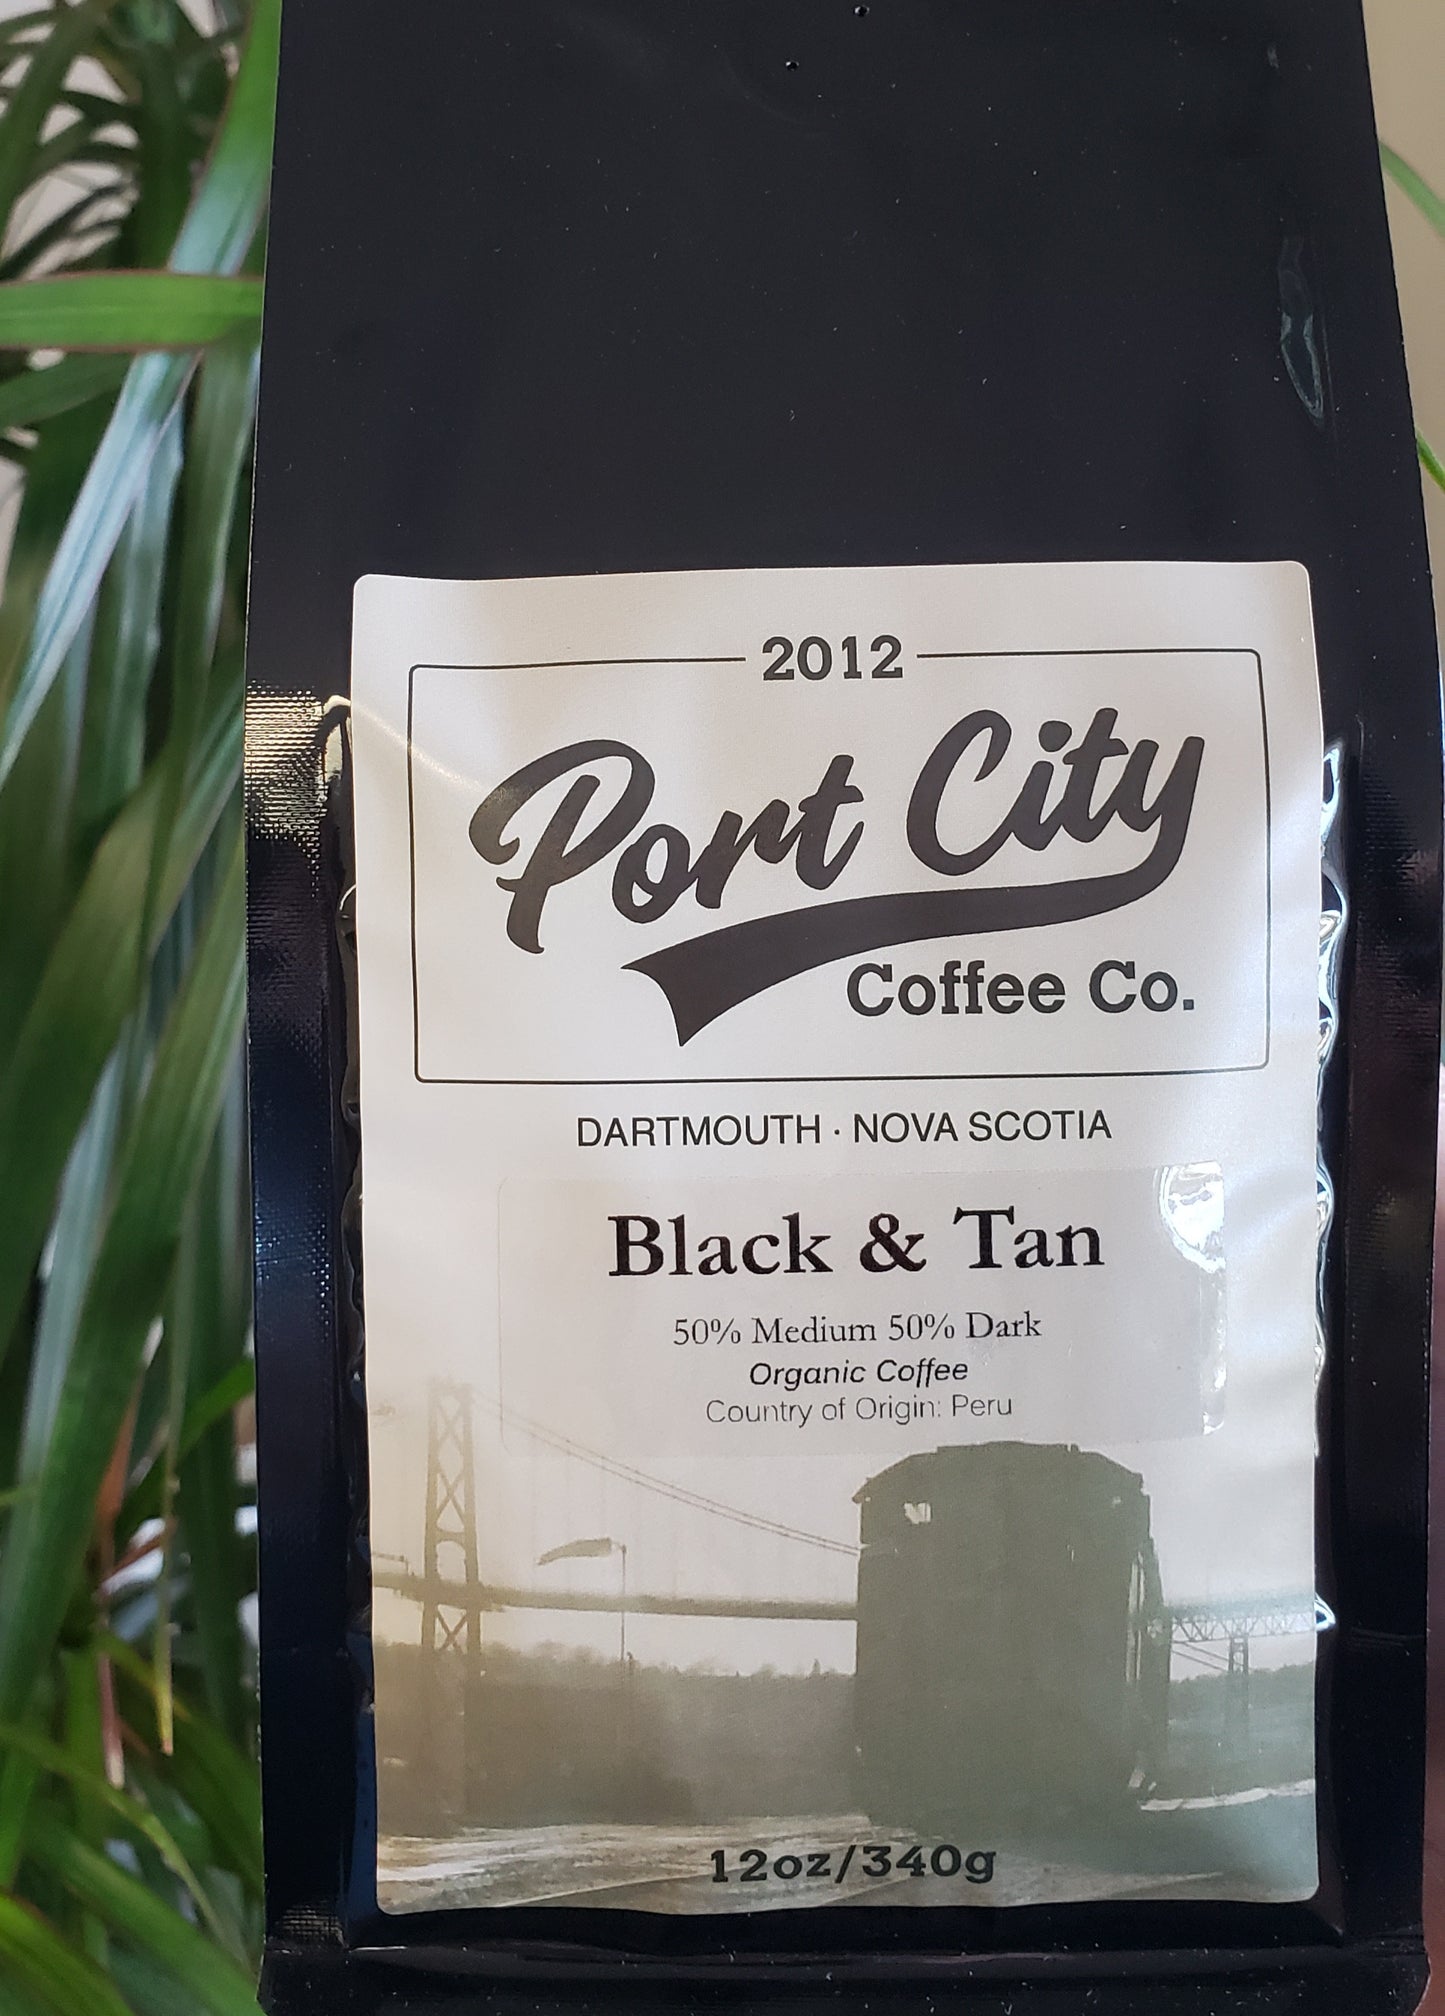 2012
Port City
Coffee Co.
DARTMOUTH · NOVA SCOTIA
Black & Tan
50% Medium 50% Dark
Organic Coffee
Country of Origin: Peru
12oz/340g